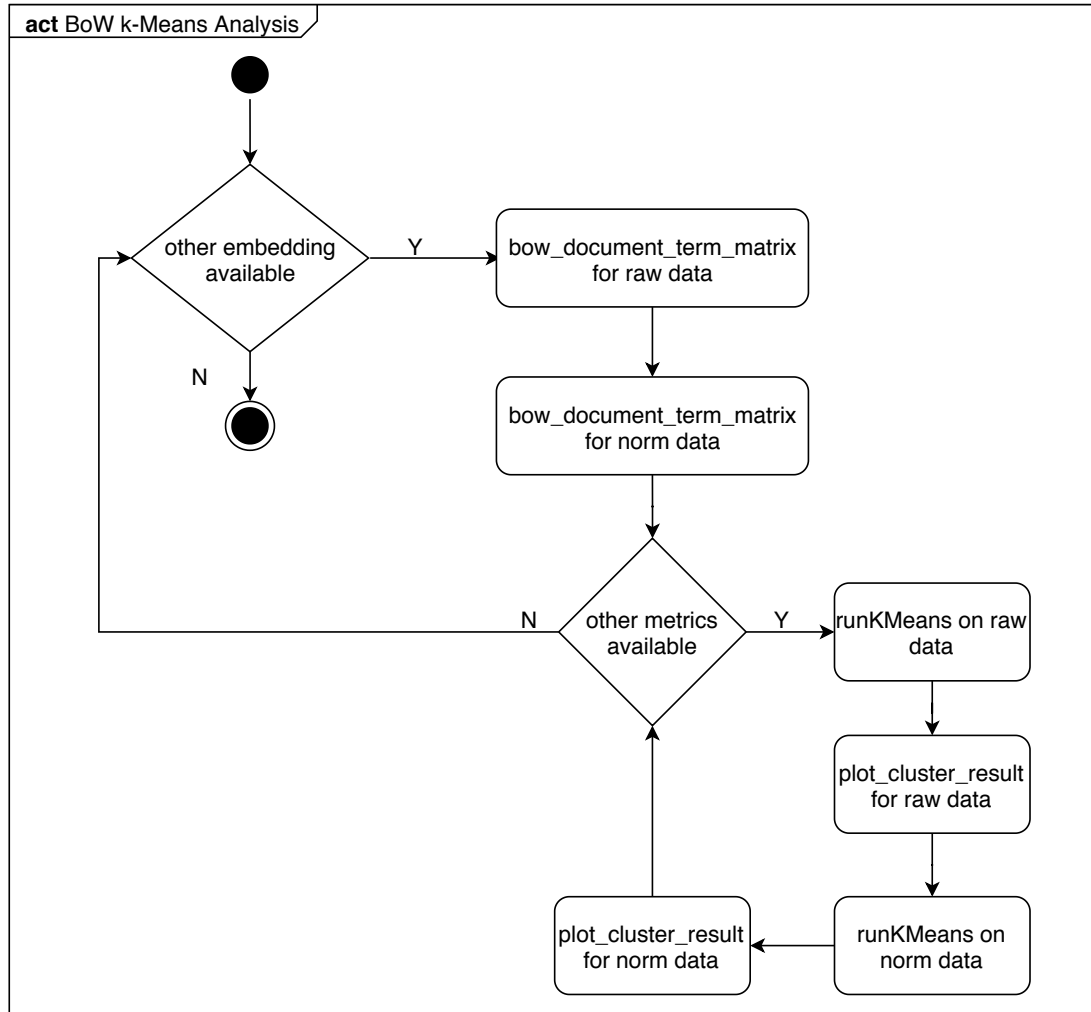 act BoW k-Means Analysis
other embedding
available
Y
N
bow_document_term_matrix
for raw data
bow_document_term_matrix
for norm data
other metrics
available
N
Y
runKMeans on raw
data
plot_cluster_result
for raw data
runKMeans on
norm data
plot_cluster_result
for norm data